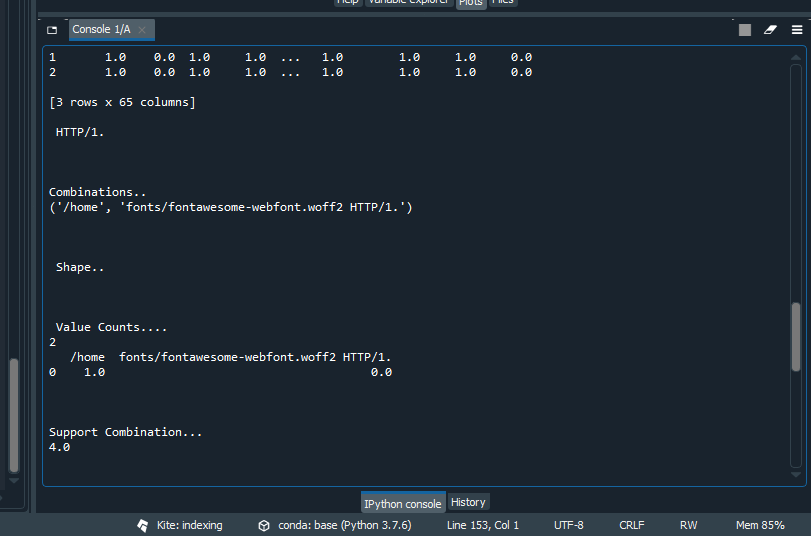 Help Variable Explorer Plots Files
Console 1/A
1 1.0 0.0 1.0 1.0 ... 1.0 1.0 1.0 0.0
2 1.0 0.0 1.0 1.0 ... 1.0 1.0 1.0 0.0
[3 rows x 65 columns]
HTTP/1.
Combinations..
('/home', 'fonts/fontawesome-webfont.woff2 HTTP/1.')
Shape..
Value Counts....
2
/home fonts/fontawesome-webfont.woff2 HTTP/1.
0 1.0 0.0
Support Combination...
4.0
IPython console History
Kite: indexing conda: base (Python 3.7.6) Line 153, Col 1 UTF-8 CRLF RW Mem 85%